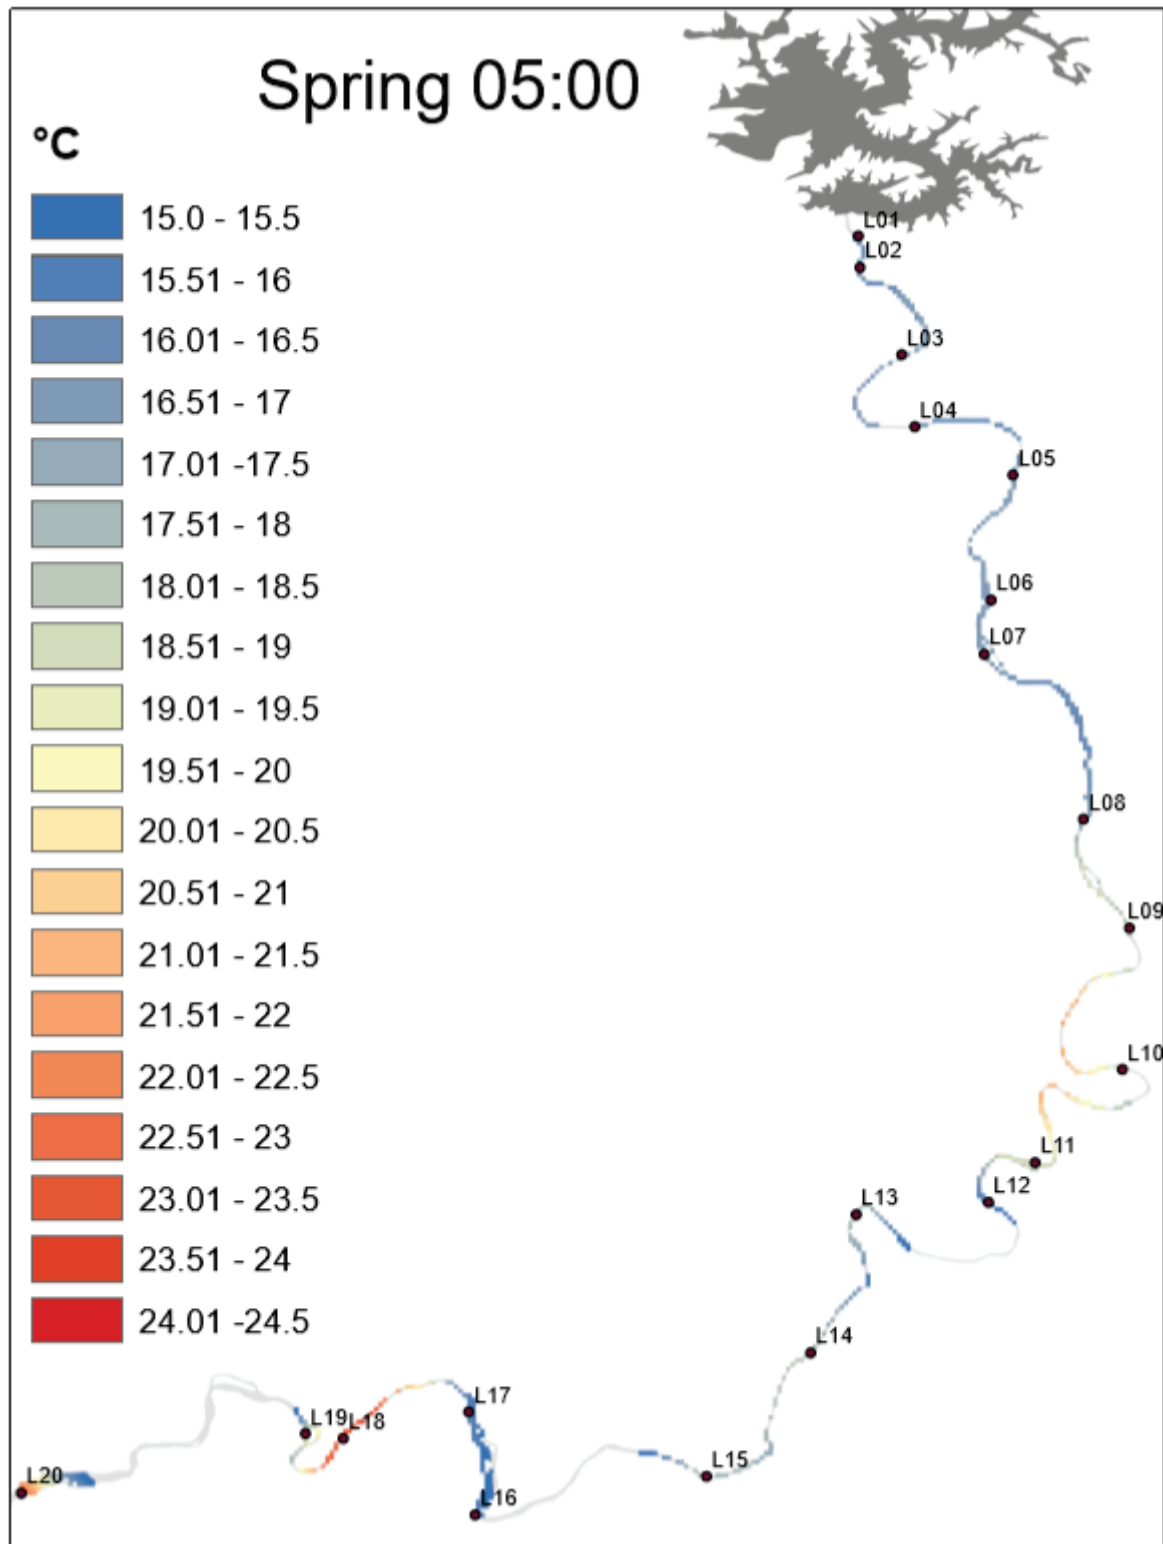 Spring 05:00
°C
15.0 - 15.5
15.51 - 16
16.01 - 16.5
16.51 - 17
17.01 -17.5
17.51 - 18
18.01 - 18.5
18.51 - 19
19.01 - 19.5
19.51 - 20
20.01 - 20.5
20.51 - 21
21.01 - 21.5
21.51 - 22
22.01 - 22.5
22.51 - 23
23.01 - 23.5
23.51 - 24
24.01 -24.5
L01
L02
L03
L04
L05
L06
L07
L08
L09
L10
L11
L12
L13
L14
L15
L16
L17
L18
L19
L20